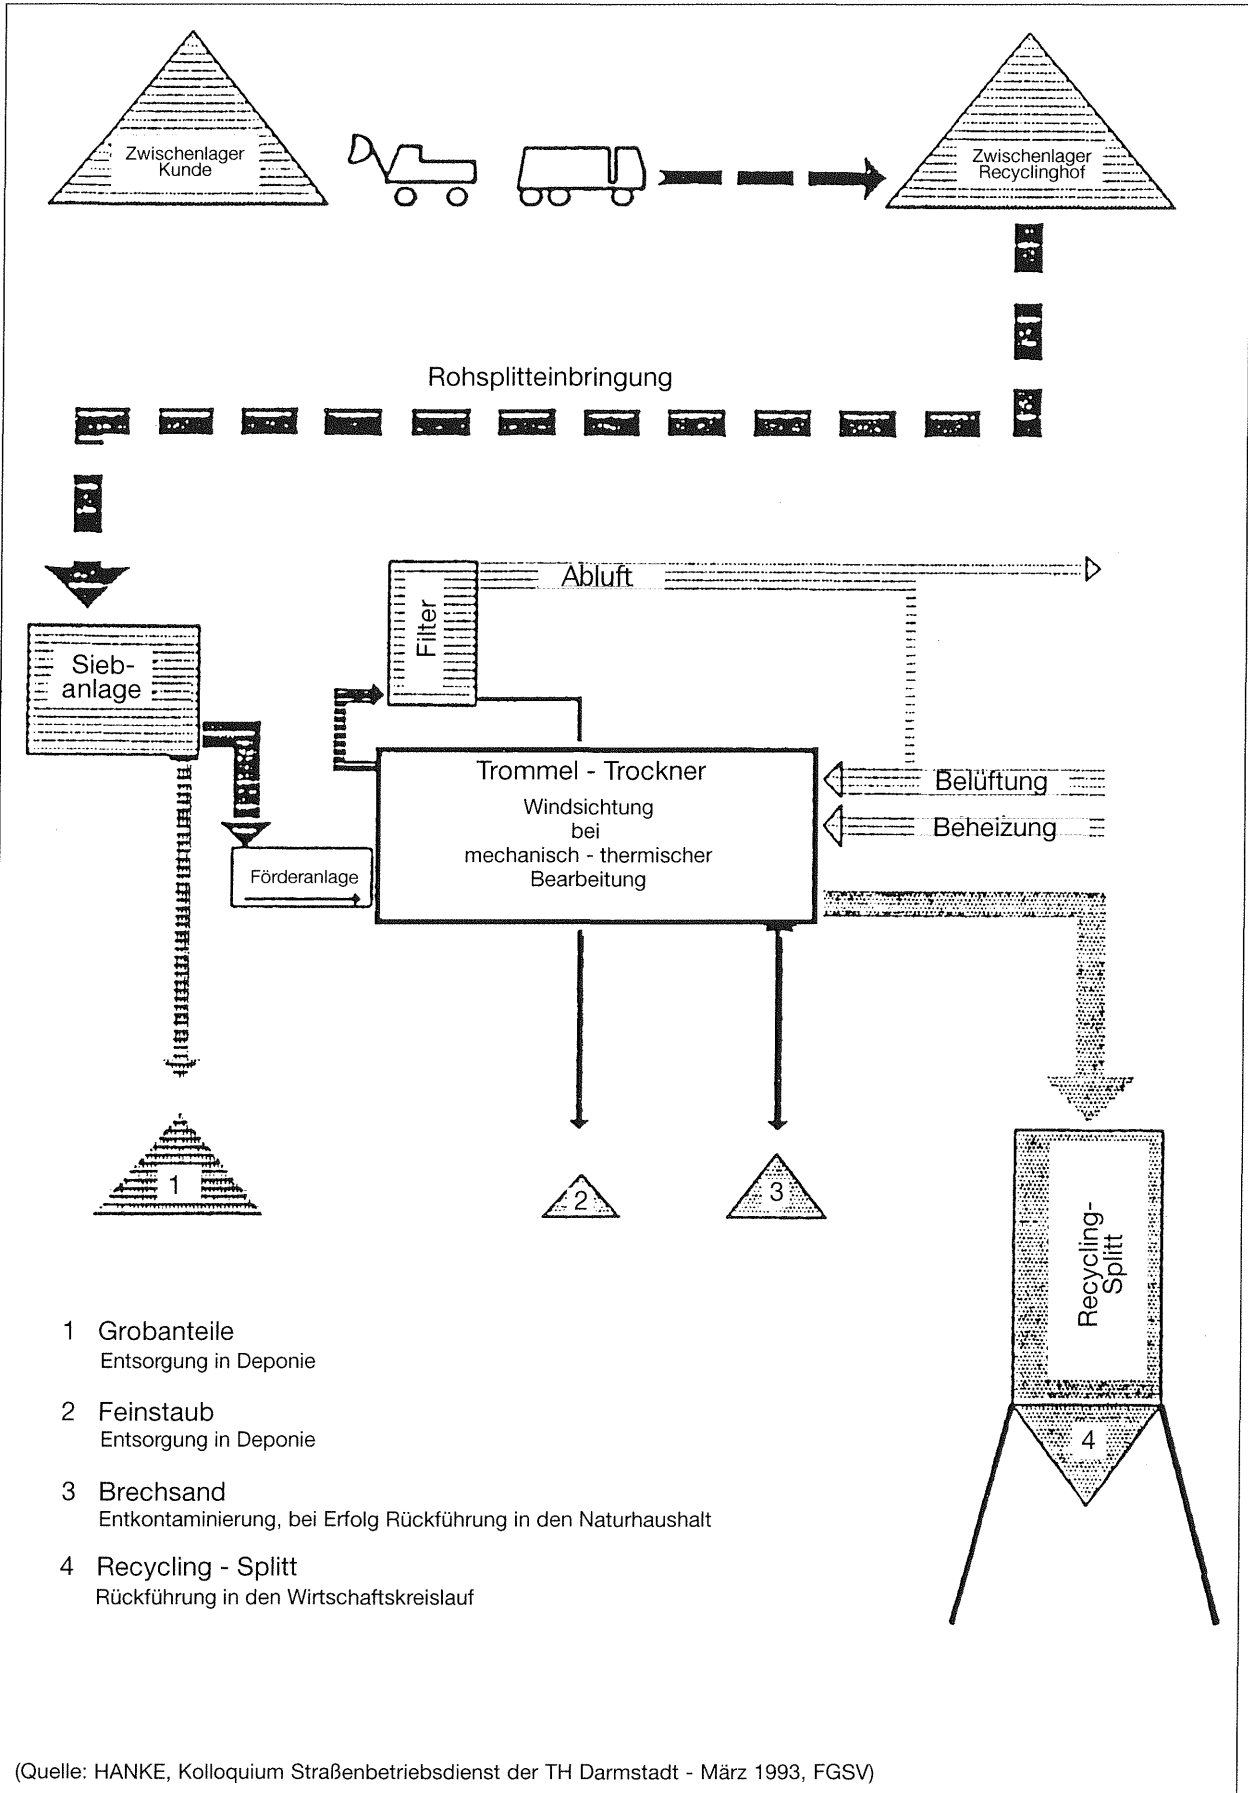 Zwischenlager
Kunde
Zwischenlager
Recyclinghof
Rohsplitteinbringung
Abluft
Filter
Sieb-
anlage
Trommel - Trockner
Windsichtung
bei
mechanisch - thermischer
Bearbeitung
Belüftung
Beheizung
Förderanlage
1
2
3
Recycling-
Splitt
4
1 Grobanteile
Entsorgung in Deponie
2 Feinstaub
Entsorgung in Deponie
3 Brechsand
Entkontaminierung, bei Erfolg Rückführung in den Naturhaushalt
4 Recycling - Splitt
Rückführung in den Wirtschaftskreislauf
(Quelle: HANKE, Kolloquium Straßenbetriebsdienst der TH Darmstadt - März 1993, FGSV)